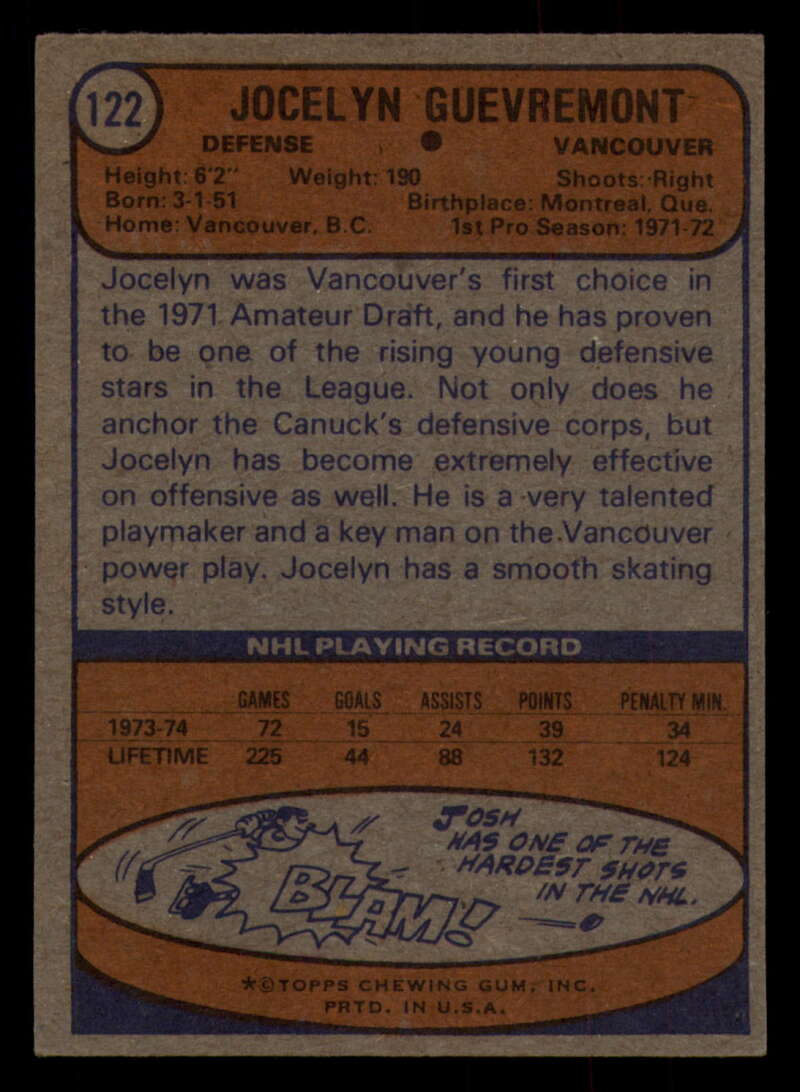 122
JOCELYN GUEVREMONT
DEFENSE ● VANCOUVER
Height: 6'2" Weight: 190 Shoots: Right
Born: 3-1-51 Birthplace: Montreal, Que.
Home: Vancouver, B.C. 1st Pro Season: 1971-72
Jocelyn was Vancouver's first choice in
the 1971 Amateur Draft, and he has proven
to be one of the rising young defensive
stars in the League. Not only does he
anchor the Canuck's defensive corps, but
Jocelyn has become extremely effective
on offensive as well. He is a very talented
playmaker and a key man on the Vancouver
power play. Jocelyn has a smooth skating
style.
NHL PLAYING RECORD
GAMES GOALS ASSISTS POINTS PENALTY MIN.
1973-74 72 15 24 39 34
LIFETIME 225 44 88 132 124
JOSH
HAS ONE OF THE
HARDEST SHOTS
IN THE NHL.
BLAM!
*©TOPPS CHEWING GUM, INC.
PRTD. IN U.S.A.